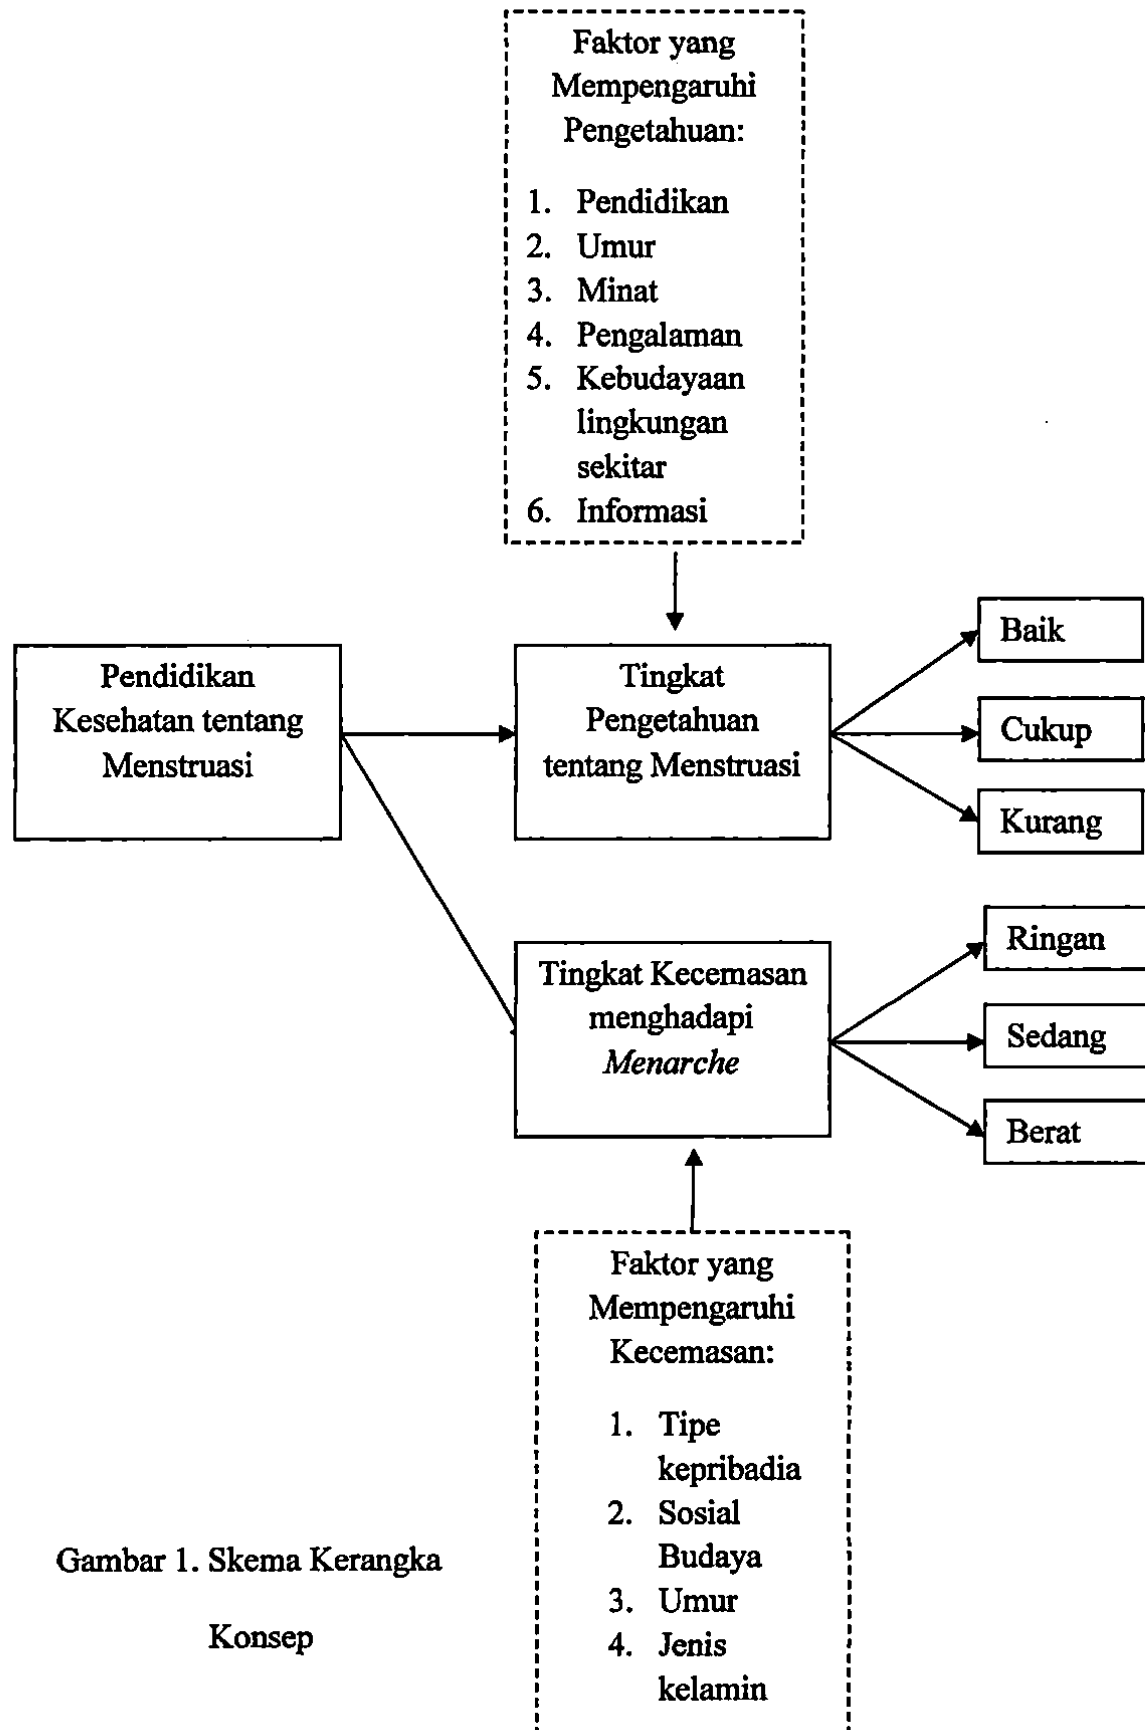 Faktor yang
Mempengaruhi
Pengetahuan:
1. Pendidikan
2. Umur
3. Minat
4. Pengalaman
5. Kebudayaan
lingkungan
sekitar
6. Informasi
Pendidikan
Kesehatan tentang
Menstruasi
Tingkat
Pengetahuan
tentang Menstruasi
Baik
Cukup
Kurang
Tingkat Kecemasan
menghadapi
Menarche
Ringan
Sedang
Berat
Faktor yang
Mempengaruhi
Kecemasan:
1. Tipe
kepribadia
2. Sosial
Budaya
3. Umur
4. Jenis
kelamin
Gambar 1. Skema Kerangka
Konsep